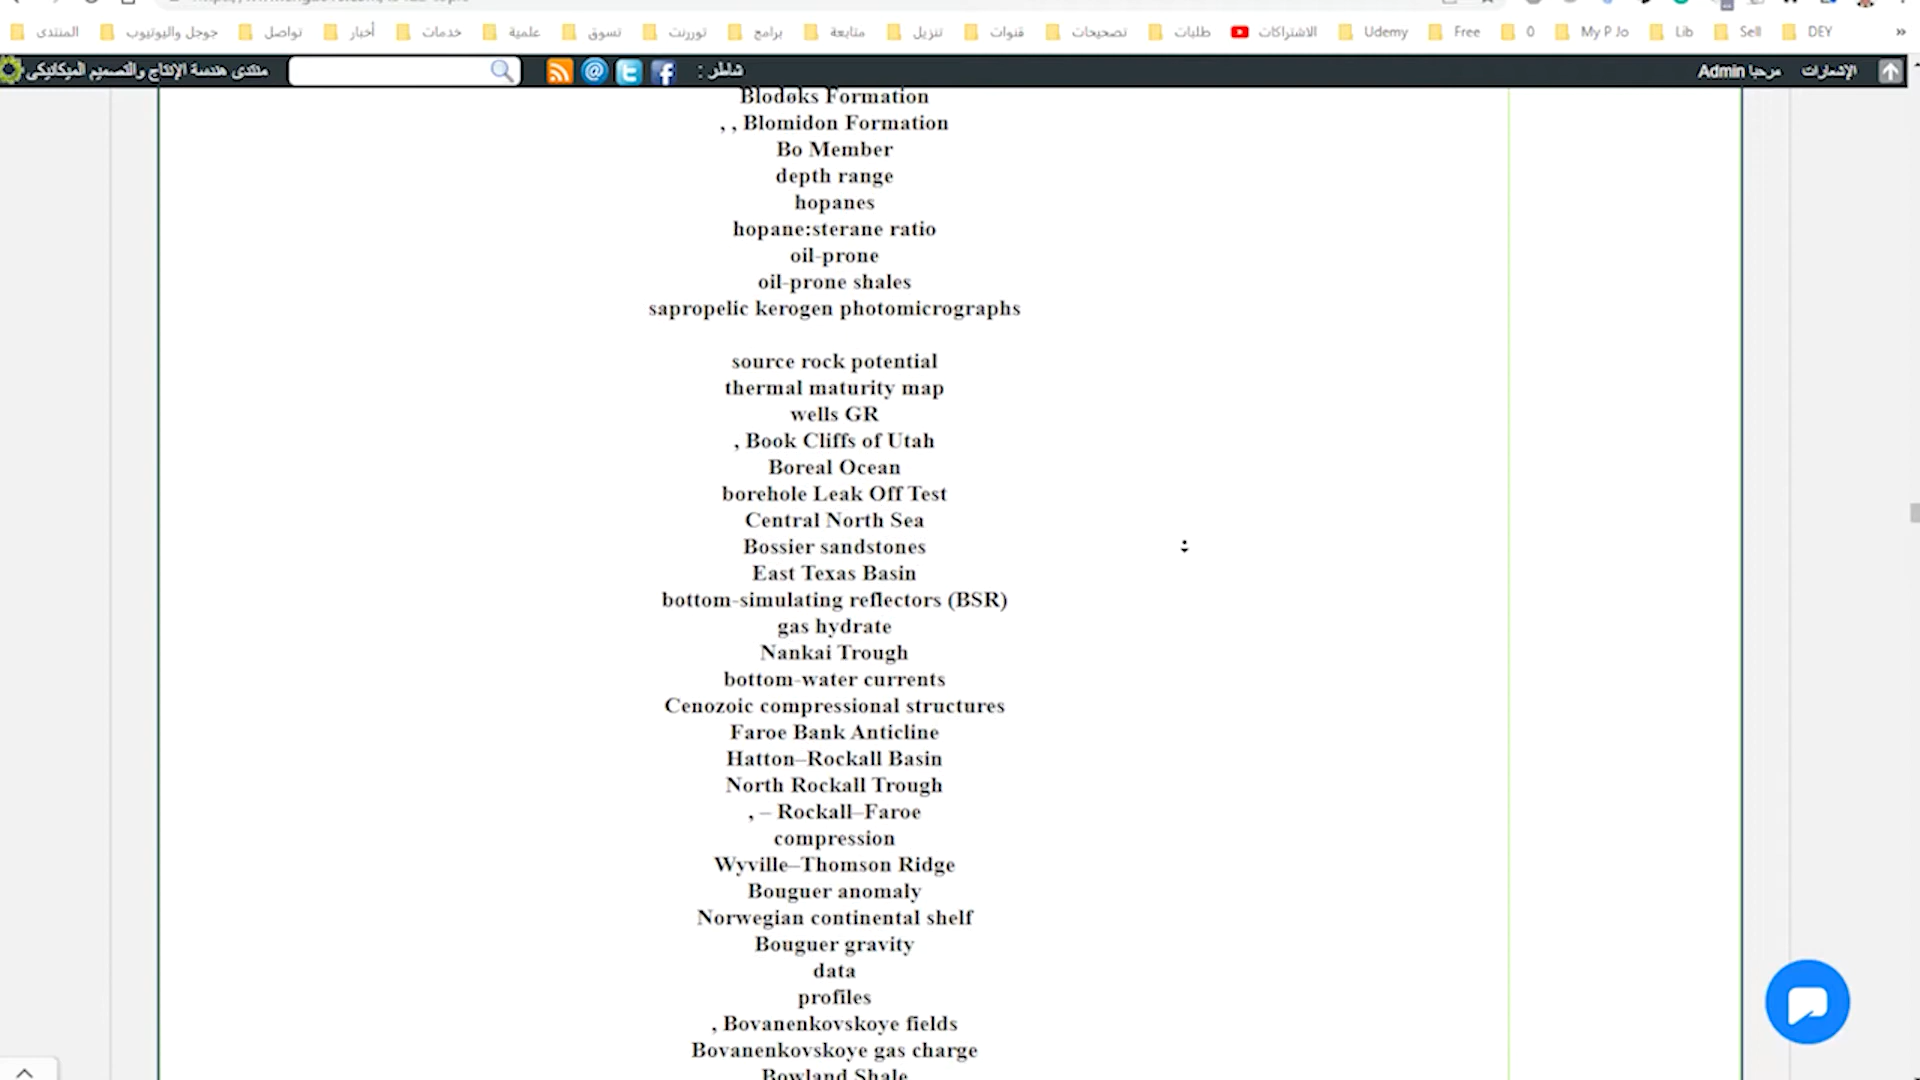 المنتدى
جوجل واليوتيوب
تواصل
أخبار
خدمات
علمية
تسوق
تورنت
برامج
متابعة
تنزيل
قنوات
تصحيحات
طلبات
الاشتراكات
Udemy
Free
0
My P Jo
Lib
Sell
DEY
»
منتدى هندسة الإنتاج والتصميم الميكانيكى
شاطر :
مرحبا Admin
الإشعارات
Blodøks Formation
, , Blomidon Formation
Bo Member
depth range
hopanes
hopane:sterane ratio
oil-prone
oil-prone shales
sapropelic kerogen photomicrographs
source rock potential
thermal maturity map
wells GR
, Book Cliffs of Utah
Boreal Ocean
borehole Leak Off Test
Central North Sea
Bossier sandstones
East Texas Basin
bottom-simulating reflectors (BSR)
gas hydrate
Nankai Trough
bottom-water currents
Cenozoic compressional structures
Faroe Bank Anticline
Hatton–Rockall Basin
North Rockall Trough
, – Rockall–Faroe
compression
Wyville–Thomson Ridge
Bouguer anomaly
Norwegian continental shelf
Bouguer gravity
data
profiles
, Bovanenkovskoye fields
Bovanenkovskoye gas charge
Bowland Shale